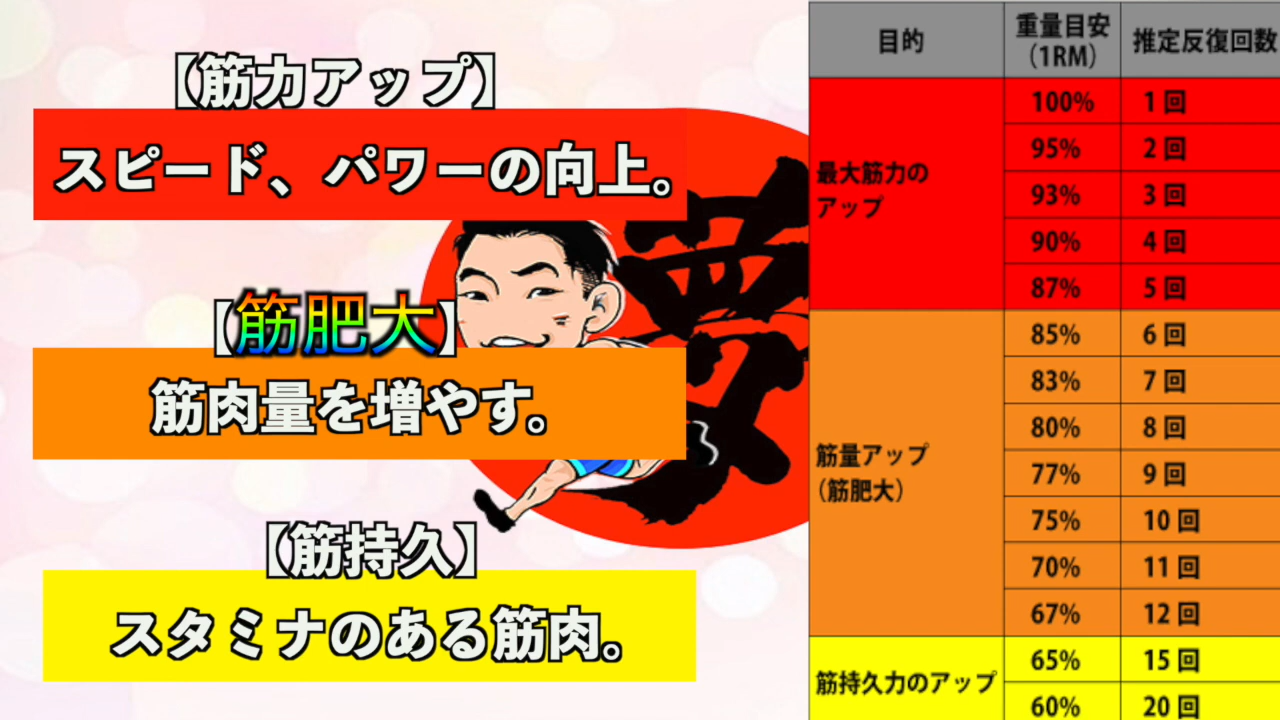 【筋力アップ】
スピード、パワーの向上。
【筋肥大】
筋肉量を増やす。
【筋持久】
スタミナのある筋肉。
夢
目的
重量目安
（1RM）
推定反復回数
最大筋力の
アップ
100% 1回
95% 2回
93% 3回
90% 4回
87% 5回
筋量アップ
（筋肥大）
85% 6回
83% 7回
80% 8回
77% 9回
75% 10回
70% 11回
67% 12回
筋持久力のアップ
65% 15回
60% 20回